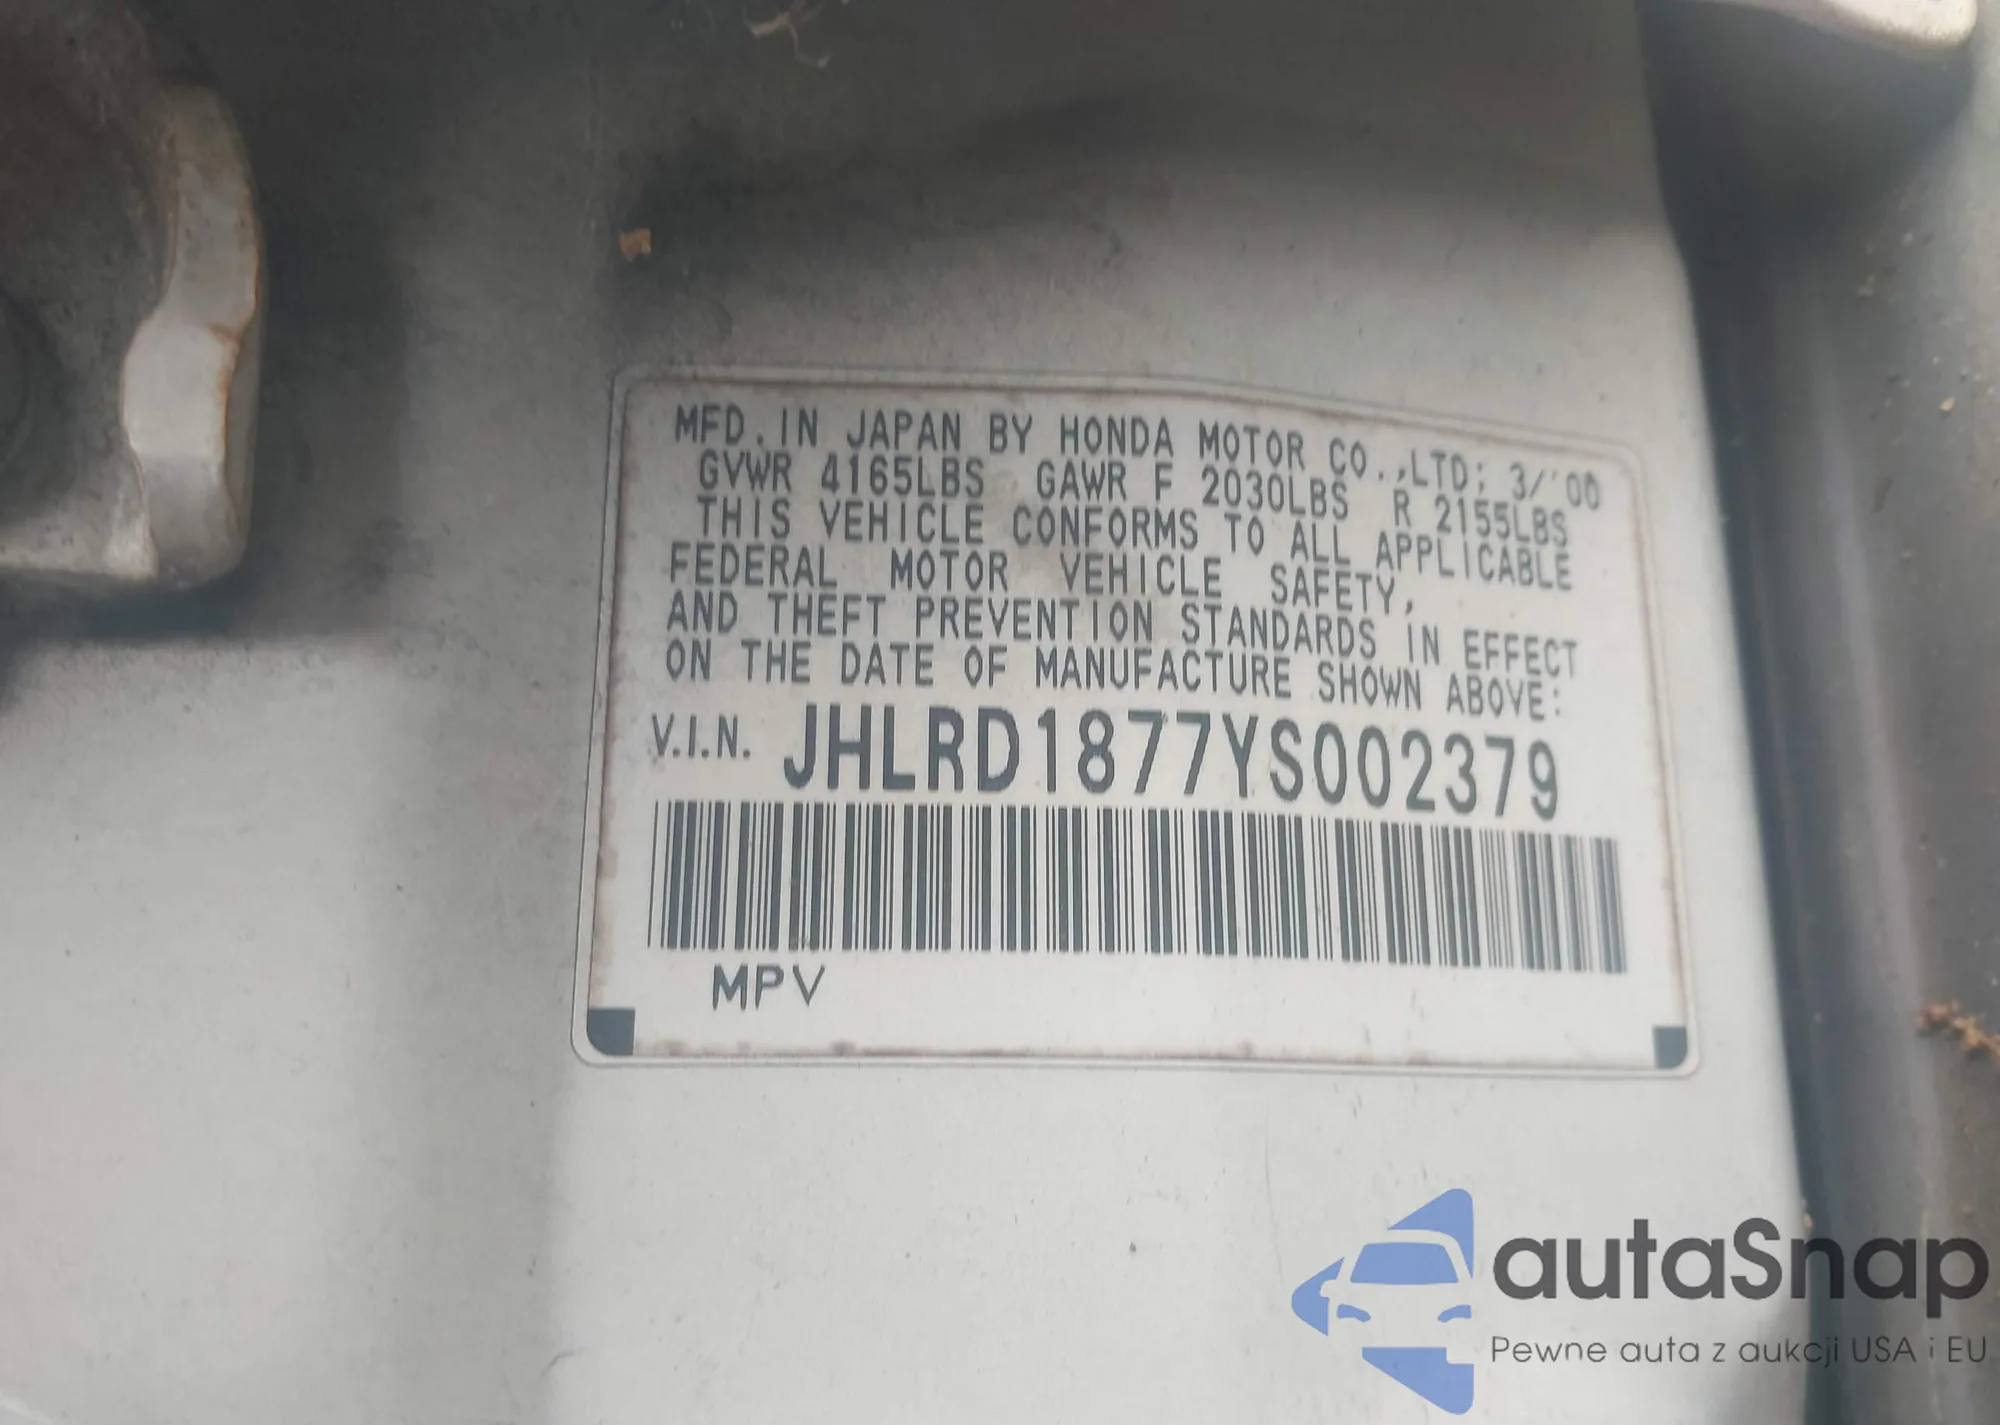 MFD. IN JAPAN BY HONDA MOTOR CO.,LTD; 3/'00
GVWR 4165LBS GAWR F 2030LBS R 2155LBS
THIS VEHICLE CONFORMS TO ALL APPLICABLE
FEDERAL MOTOR VEHICLE SAFETY,
AND THEFT PREVENTION STANDARDS IN EFFECT
ON THE DATE OF MANUFACTURE SHOWN ABOVE:
V.I.N. JHLRD1877YS002379
MPV
autaSnap
Pewne auta z aukcji USA i EU